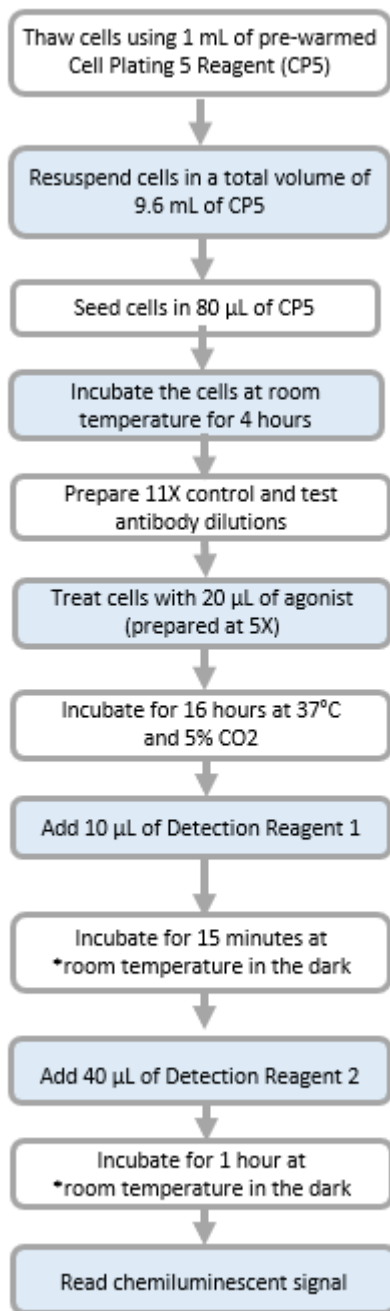 Thaw cells using 1 mL of pre-warmed
Cell Plating 5 Reagent (CP5)
Resuspend cells in a total volume of
9.6 mL of CP5
Seed cells in 80 µL of CP5
Incubate the cells at room
temperature for 4 hours
Prepare 11X control and test
antibody dilutions
Treat cells with 20 µL of agonist
(prepared at 5X)
Incubate for 16 hours at 37°C
and 5% CO2
Add 10 µL of Detection Reagent 1
Incubate for 15 minutes at
*room temperature in the dark
Add 40 µL of Detection Reagent 2
Incubate for 1 hour at
*room temperature in the dark
Read chemiluminescent signal